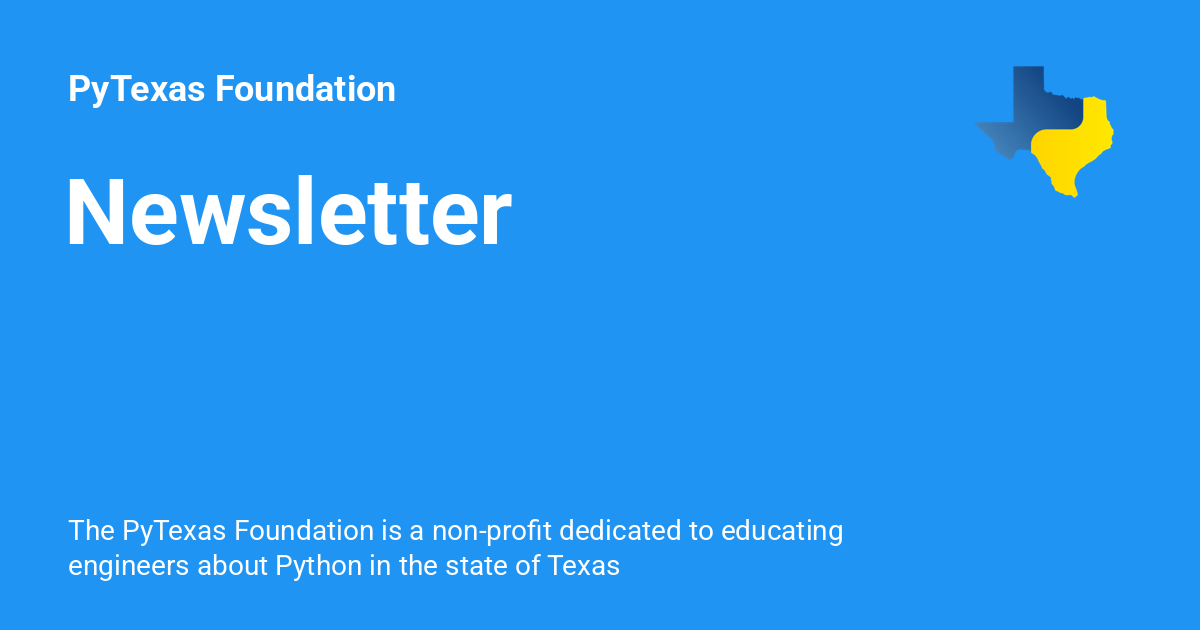 PyTexas Foundation
Newsletter
The PyTexas Foundation is a non-profit dedicated to educating
engineers about Python in the state of Texas